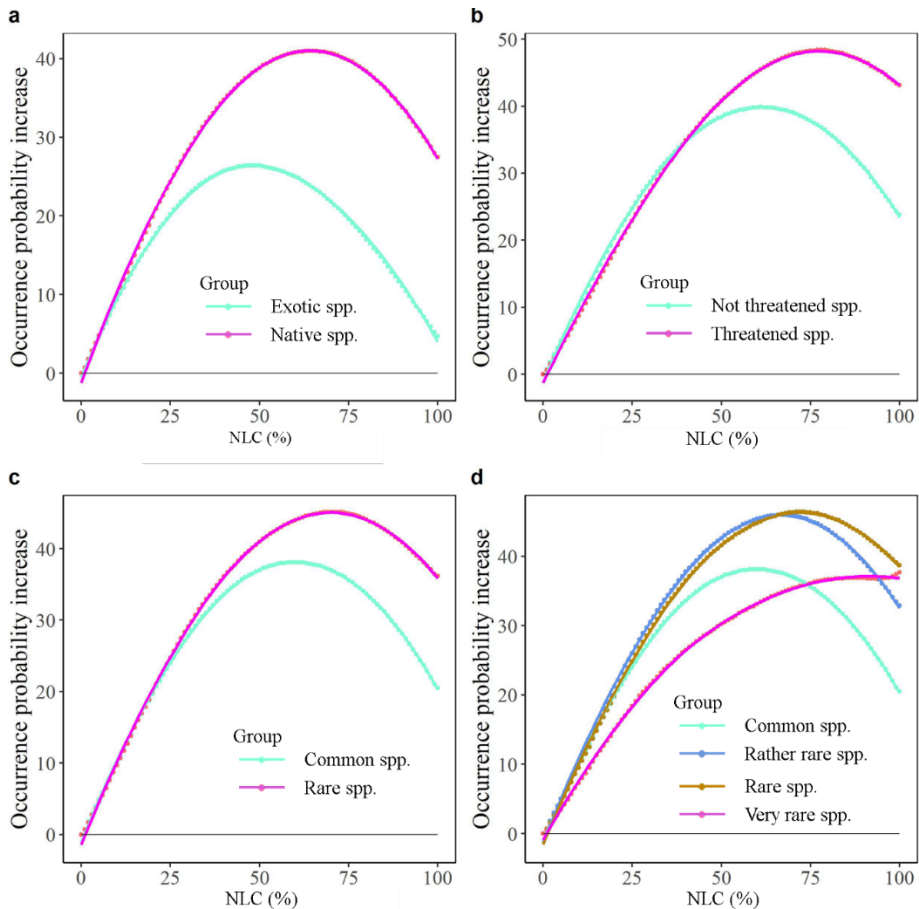 a
Occurrence probability increase
40
30
20
10
0
Group
Exotic spp.
Native spp.
0 25 50 75 100
NLC (%)
b
Occurrence probability increase
50
40
30
20
10
0
Group
Not threatened spp.
Threatened spp.
0 25 50 75 100
NLC (%)
c
Occurrence probability increase
40
30
20
10
0
Group
Common spp.
Rare spp.
0 25 50 75 100
NLC (%)
d
Occurrence probability increase
40
30
20
10
0
Group
Common spp.
Rather rare spp.
Rare spp.
Very rare spp.
0 25 50 75 100
NLC (%)